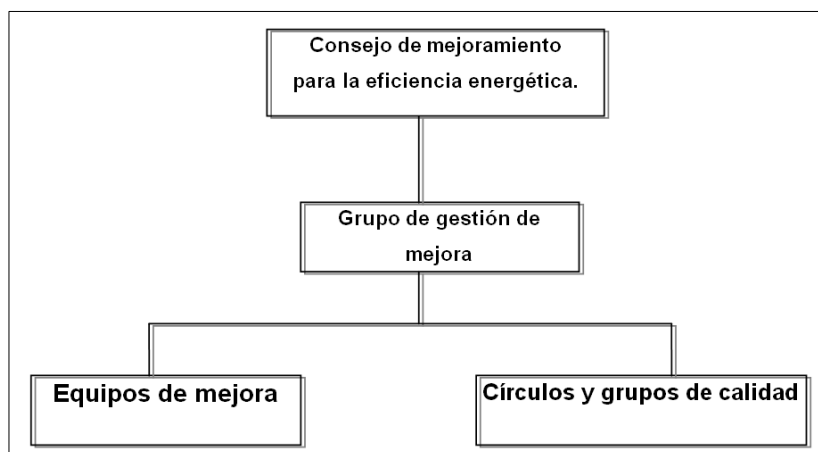 Consejo de mejoramiento
para la eficiencia energética.
Grupo de gestión de
mejora
Equipos de mejora
Círculos y grupos de calidad